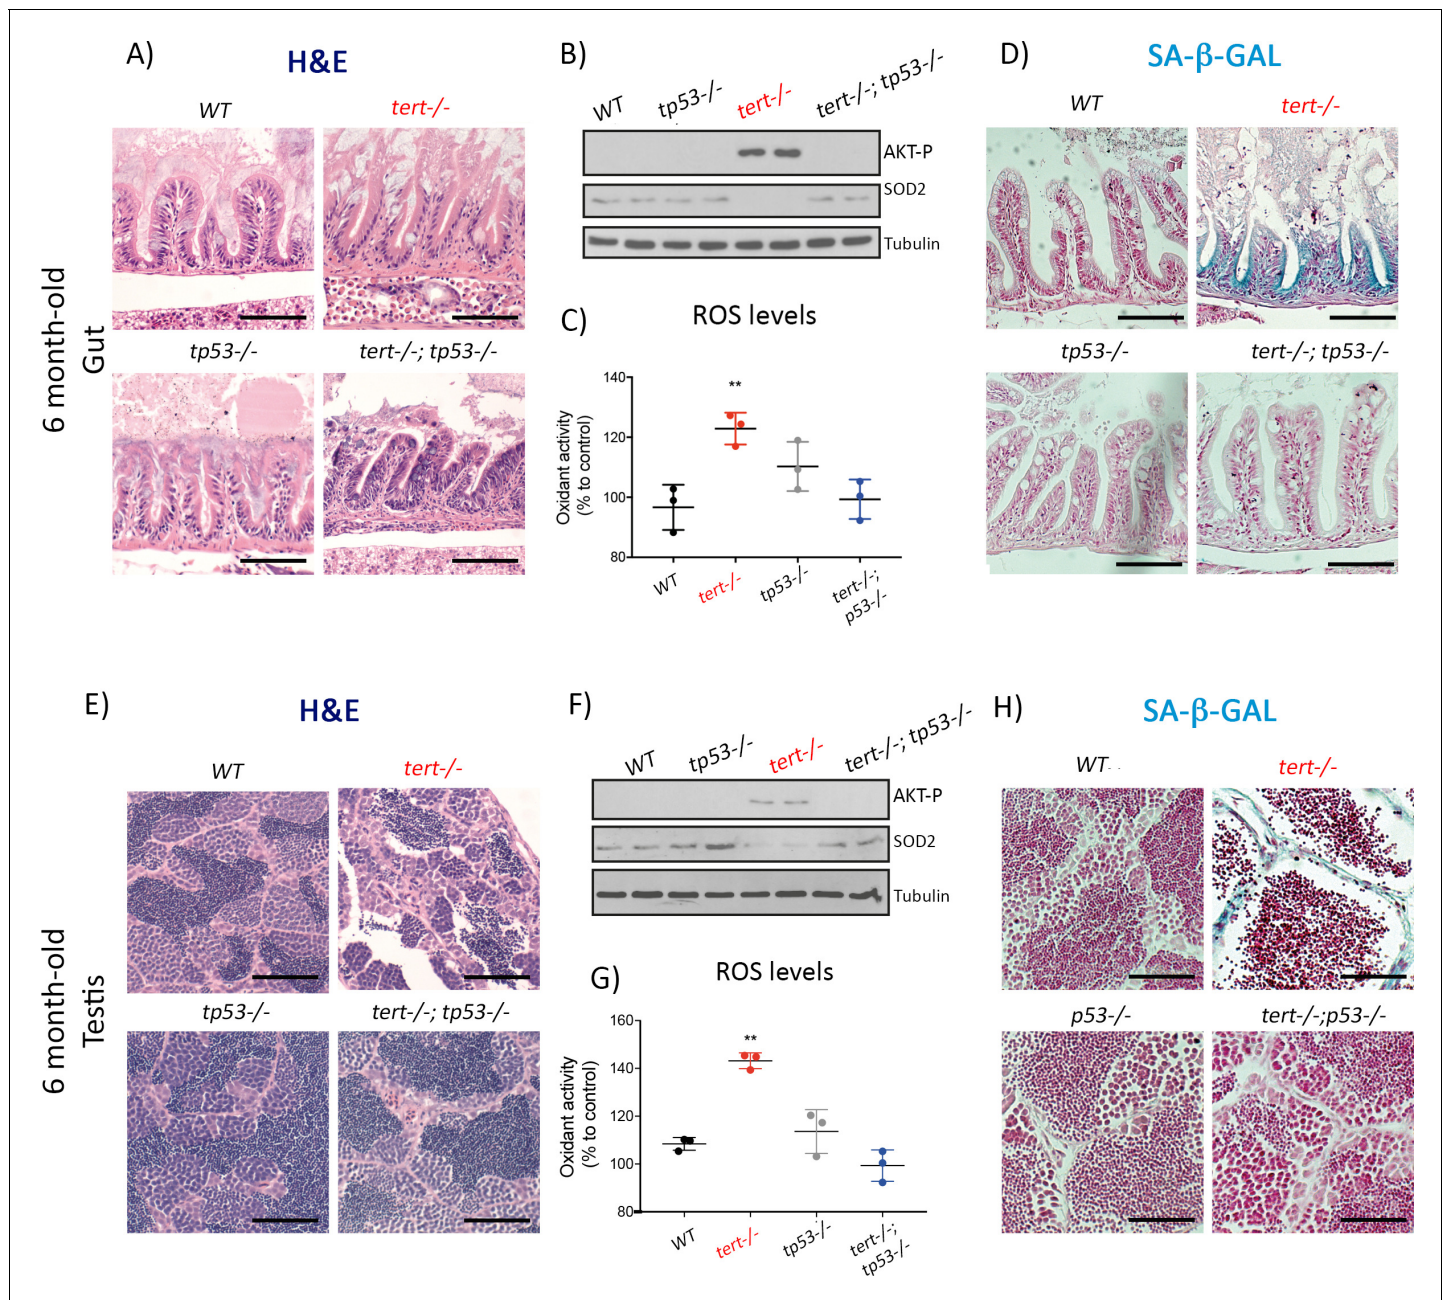 A)
H&E
WT
tert-/-
tp53-/-
tert-/-; tp53-/-
6 month-old
Gut
B)
WT
tp53-/-
tert-/-
tert-/-; tp53-/-
AKT-P
SOD2
Tubulin
C)
ROS levels
Oxidant activity
(% to control)
140
120
100
80
**
WT
tert-/-
tp53-/-
tert-/-;
p53-/-
D)
SA-β-GAL
WT
tert-/-
tp53-/-
tert-/-; tp53-/-
E)
H&E
WT
tert-/-
tp53-/-
tert-/-; tp53-/-
6 month-old
Testis
F)
WT
tp53-/-
tert-/-
tert-/-; tp53-/-
AKT-P
SOD2
Tubulin
G)
ROS levels
Oxidant activity
(% to control)
160
140
120
100
80
**
WT
tert-/-
tp53-/-
tert-/-;
tp53-/-
H)
SA-β-GAL
WT
tert-/-
p53-/-
tert-/-;p53-/-